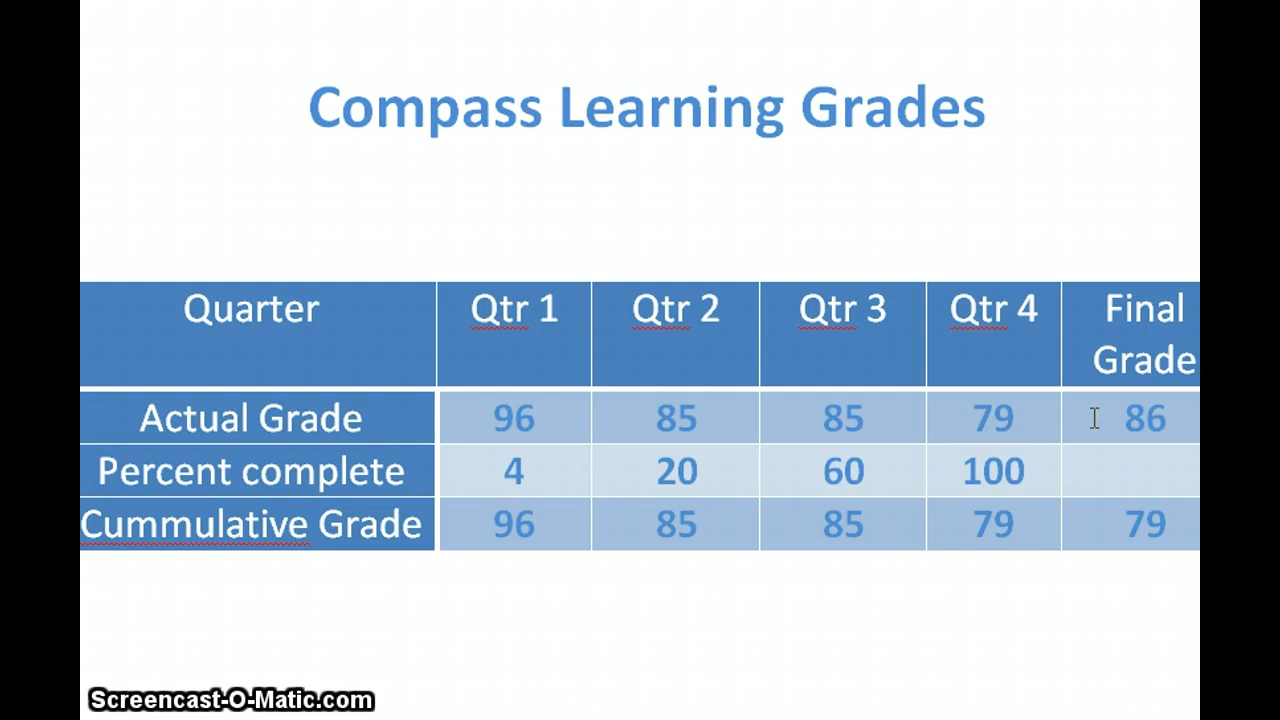 Compass Learning Grades
Quarter Qtr 1 Qtr 2 Qtr 3 Qtr 4 Final Grade
Actual Grade 96 85 85 79 86
Percent complete 4 20 60 100
Cummulative Grade 96 85 85 79 79
Screencast-O-Matic.com